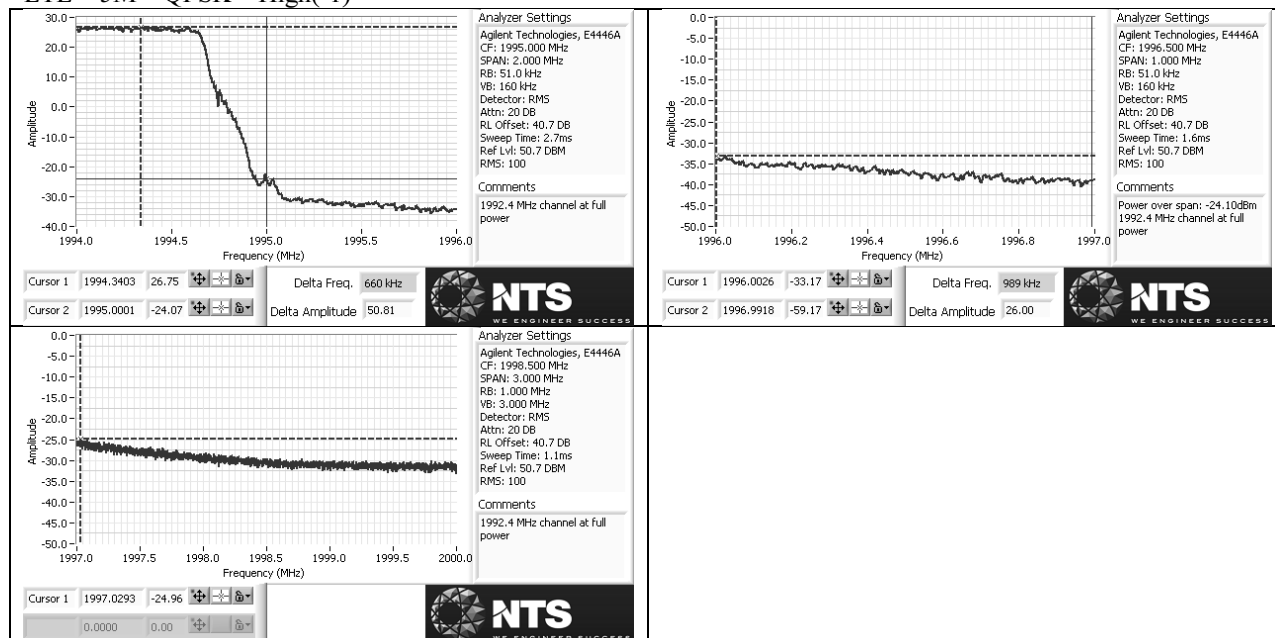 LTE - 5M - QPSK - High(-1)
Amplitude
30.0
20.0
10.0
0.0
-10.0
-20.0
-30.0
-40.0
1994.0 1994.5 1995.0 1995.5 1996.0
Frequency (MHz)
Analyzer Settings
Agilent Technologies, E4446A
CF: 1995.000 MHz
SPAN: 2.000 MHz
RB: 51.0 kHz
VB: 160 kHz
Detector: RMS
Attn: 20 DB
RL Offset: 40.7 DB
Sweep Time: 2.7ms
Ref Lvl: 50.7 DBM
RMS: 100
Comments
1992.4 MHz channel at full
power
Cursor 1 1994.3403 26.75
Cursor 2 1995.0001 -24.07
Delta Freq. 660 kHz
Delta Amplitude 50.81
NTS
WE ENGINEER SUCCESS
Amplitude
0.0
-5.0
-10.0
-15.0
-20.0
-25.0
-30.0
-35.0
-40.0
-45.0
-50.0
1996.0 1996.2 1996.4 1996.6 1996.8 1997.0
Frequency (MHz)
Analyzer Settings
Agilent Technologies, E4446A
CF: 1996.500 MHz
SPAN: 1.000 MHz
RB: 51.0 kHz
VB: 160 kHz
Detector: RMS
Attn: 20 DB
RL Offset: 40.7 DB
Sweep Time: 1.6ms
Ref Lvl: 50.7 DBM
RMS: 100
Comments
Power over span: -24.10dBm
1992.4 MHz channel at full
power
Cursor 1 1996.0026 -33.17
Cursor 2 1996.9918 -59.17
Delta Freq. 989 kHz
Delta Amplitude 26.00
NTS
WE ENGINEER SUCCESS
Amplitude
0.0
-5.0
-10.0
-15.0
-20.0
-25.0
-30.0
-35.0
-40.0
-45.0
-50.0
1997.0 1997.5 1998.0 1998.5 1999.0 1999.5 2000.0
Frequency (MHz)
Analyzer Settings
Agilent Technologies, E4446A
CF: 1998.500 MHz
SPAN: 3.000 MHz
RB: 1.000 MHz
VB: 3.000 MHz
Detector: RMS
Attn: 20 DB
RL Offset: 40.7 DB
Sweep Time: 1.1ms
Ref Lvl: 50.7 DBM
RMS: 100
Comments
1992.4 MHz channel at full
power
Cursor 1 1997.0293 -24.96
0.0000 0.00
NTS
WE ENGINEER SUCCESS